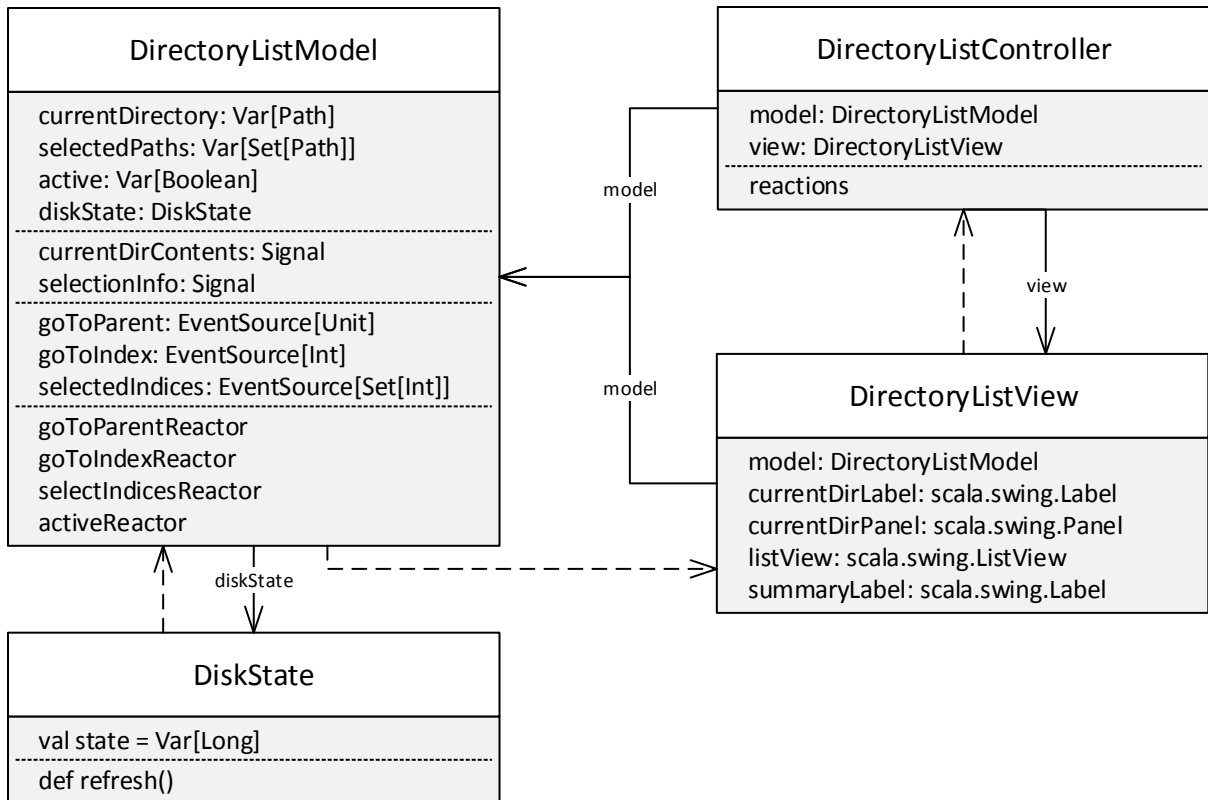 DirectoryListModel
currentDirectory: Var[Path]
selectedPaths: Var[Set[Path]]
active: Var[Boolean]
diskState: DiskState
currentDirContents: Signal
selectionInfo: Signal
goToParent: EventSource[Unit]
goToIndex: EventSource[Int]
selectedIndices: EventSource[Set[Int]]
goToParentReactor
goToIndexReactor
selectIndicesReactor
activeReactor
DirectoryListController
model: DirectoryListModel
view: DirectoryListView
reactions
model
view
model
DirectoryListView
model: DirectoryListModel
currentDirLabel: scala.swing.Label
currentDirPanel: scala.swing.Panel
listView: scala.swing.ListView
summaryLabel: scala.swing.Label
diskState
DiskState
val state = Var[Long]
def refresh()